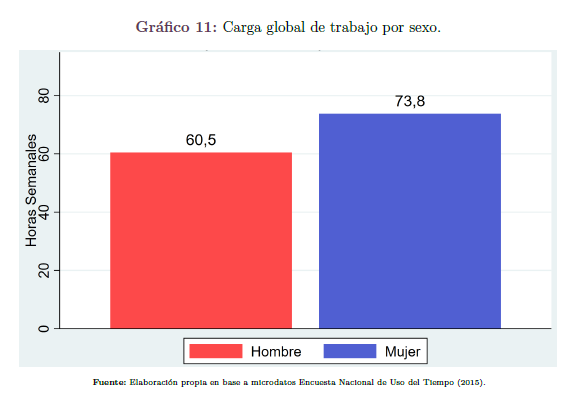 Gráfico 11: Carga global de trabajo por sexo.
Horas Semanales
80
60
40
20
0
60,5
73,8
Hombre
Mujer
Fuente: Elaboración propia en base a microdatos Encuesta Nacional de Uso del Tiempo (2015).